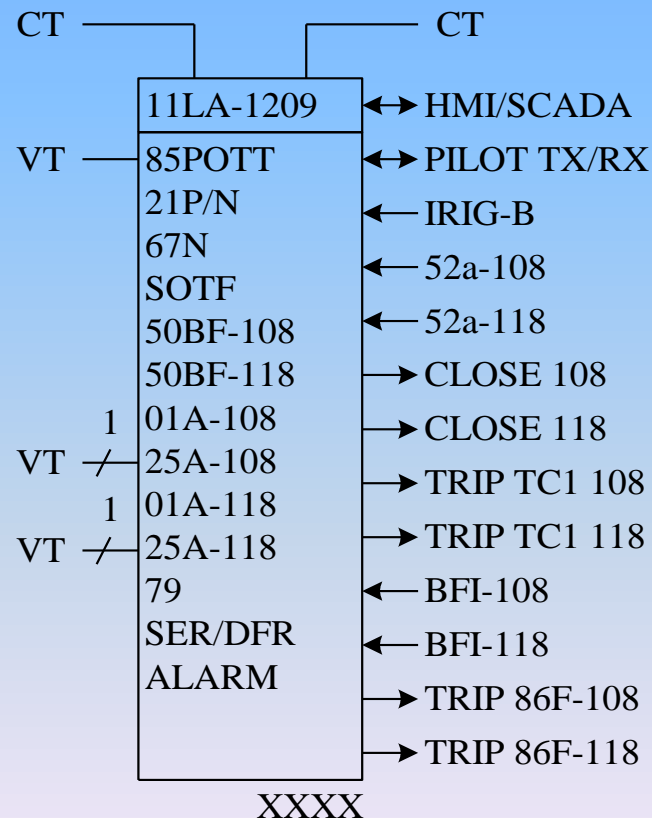 CT CT
11LA-1209 HMI/SCADA
VT 85POTT PILOT TX/RX
21P/N IRIG-B
67N
52a-108
SOTF
52a-118
50BF-108
50BF-118 CLOSE 108
1 01A-108
CLOSE 118
VT 25A-108
TRIP TC1 108
1 01A-118
TRIP TC1 118
VT 25A-118
79 BFI-108
SER/DFR BFI-118
ALARM
TRIP 86F-108
TRIP 86F-118
XXXX